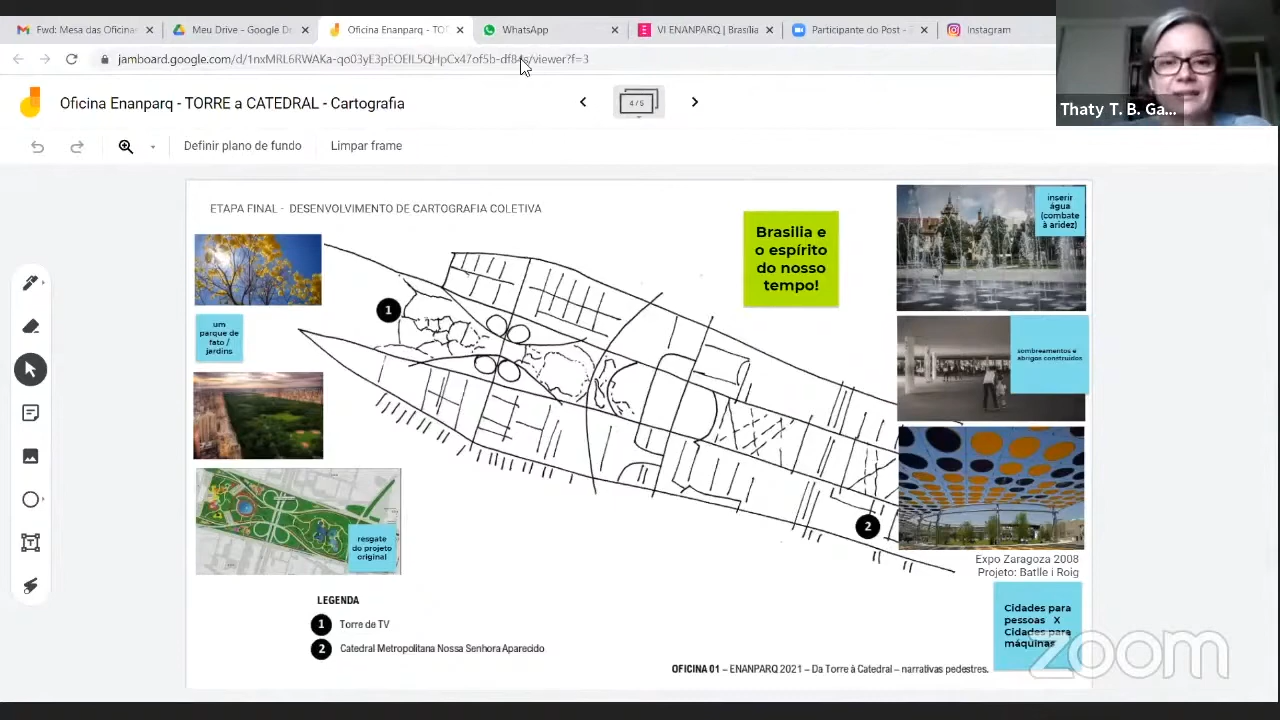 Fwd: Mesa das Oficinas
Meu Drive - Google D
Oficina Enanparq - TOR
WhatsApp
VI ENANPARQ | Brasília
Participante do Post - E
Instagram
jamboard.google.com/d/1nxMRL6RWAKa-qo03yE3pEOEIL5QHpCx47of5b-df84s/viewer?f=3
Thaty T. B. Ga...
Oficina Enanparq - TORRE a CATEDRAL - Cartografia
4 / 5
Definir plano de fundo
Limpar frame
ETAPA FINAL - DESENVOLVIMENTO DE CARTOGRAFIA COLETIVA
Brasilia e
o espírito
do nosso
tempo!
inserir
água
(combate
à aridez)
1
um
parque de
fato /
jardins
sombreamentos e
abrigos construídos
resgate
do projeto
original
2
Expo Zaragoza 2008
Projeto: Batlle i Roig
LEGENDA
1 Torre de TV
2 Catedral Metropolitana Nossa Senhora Aparecido
Cidades para
pessoas X
Cidades para
máquinas
OFICINA 01 – ENANPARQ 2021 – Da Torre à Catedral – narrativas pedestres.
zoom